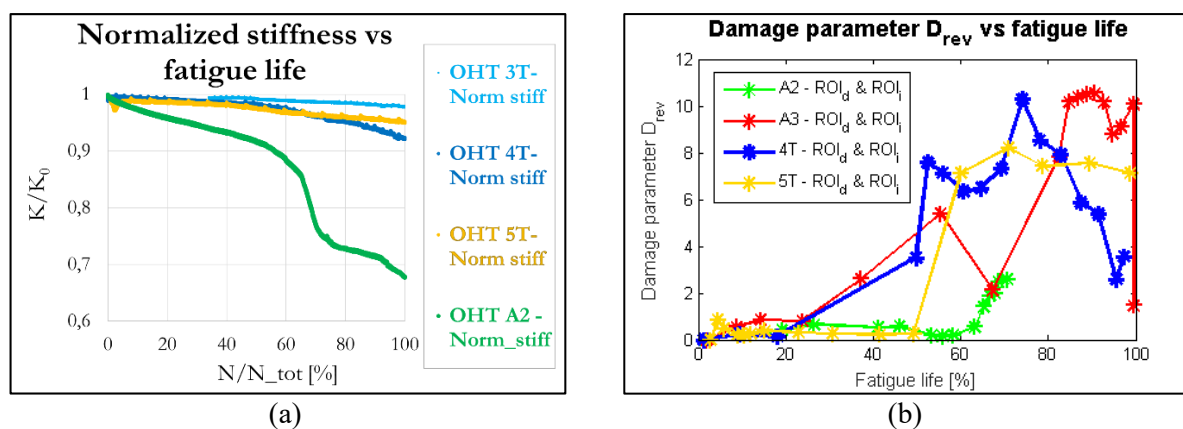 Normalized stiffness vs
fatigue life
1
0,9
0,8
0,7
0,6
K/K0
0 20 40 60 80 100
N/N_tot [%]
OHT 3T-
Norm stiff
OHT 4T-
Norm stiff
OHT 5T-
Norm stiff
OHT A2 -
Norm_stiff
(a)
Damage parameter Drev vs fatigue life
12
10
8
6
4
2
0
Damage parameter Drev
A2 - ROId & ROIi
A3 - ROId & ROIi
4T - ROId & ROIi
5T - ROId & ROIi
0 20 40 60 80 100
Fatigue life [%]
(b)